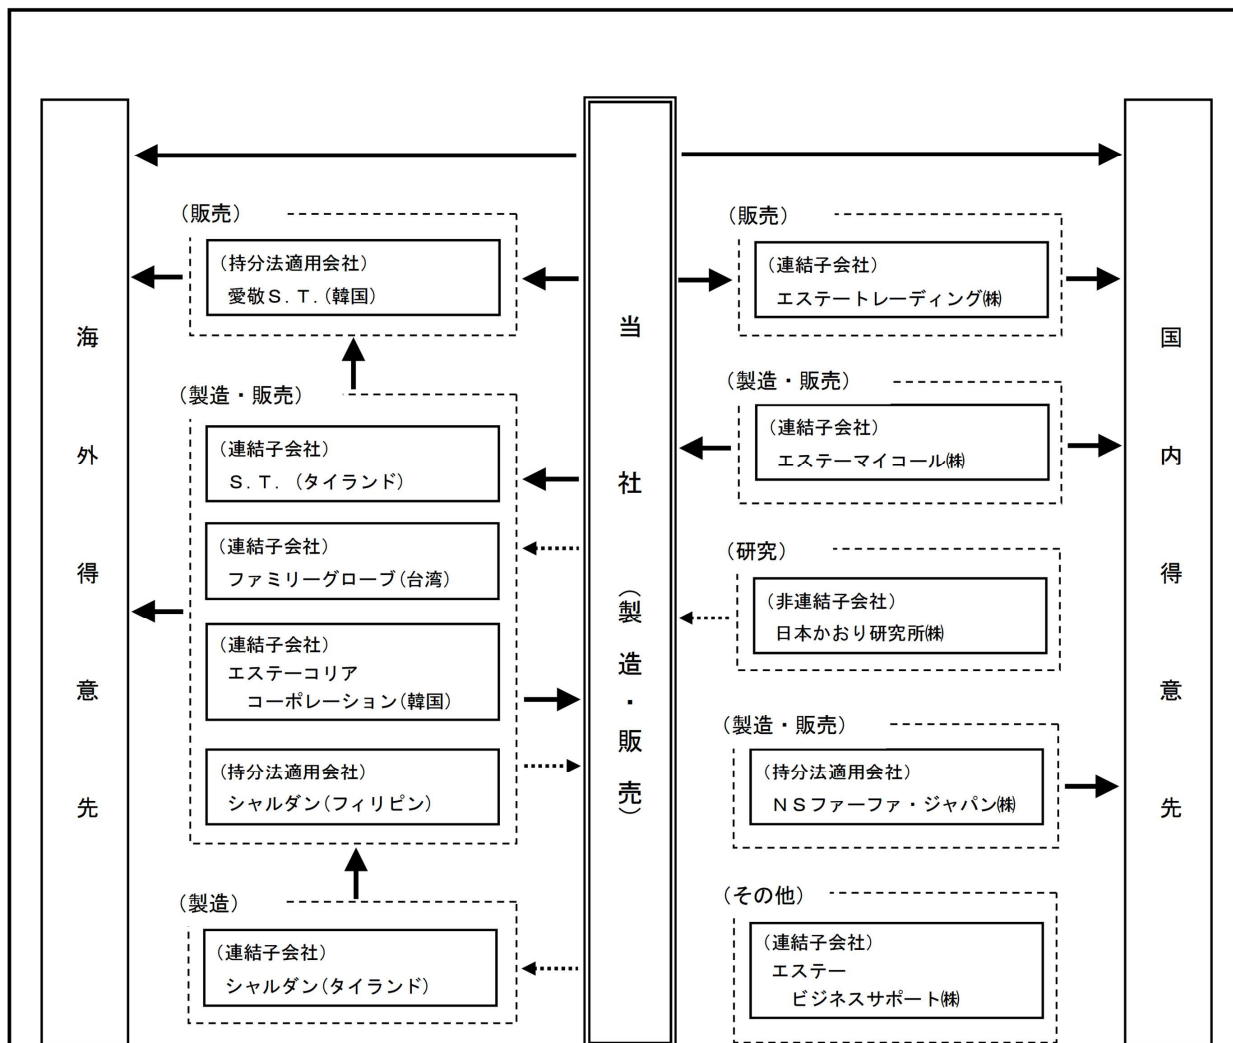 海外得意先
(販売)
(持分法適用会社)
愛敬S.T.(韓国)
(製造・販売)
(連結子会社)
S.T.(タイランド)
(連結子会社)
ファミリーグローブ(台湾)
(連結子会社)
エステーコリア
コーポレーション(韓国)
(持分法適用会社)
シャルダン(フィリピン)
(製造)
(連結子会社)
シャルダン(タイランド)
当社(製造・販売)
(販売)
(連結子会社)
エステートレーディング㈱
(製造・販売)
(連結子会社)
エステーマイコール㈱
(研究)
(非連結子会社)
日本かおり研究所㈱
(製造・販売)
(持分法適用会社)
NSファーファ・ジャパン㈱
(その他)
(連結子会社)
エステー
ビジネスサポート㈱
国内得意先